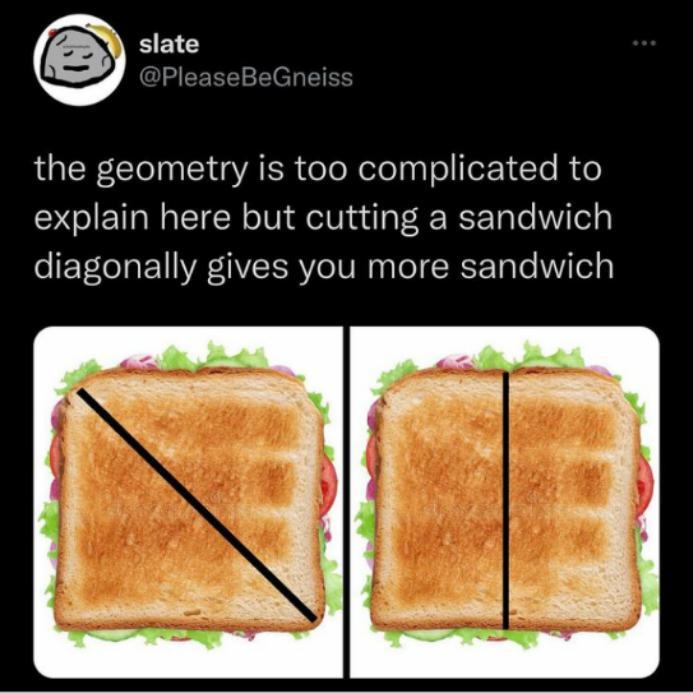 slate
@PleaseBeGneiss
the geometry is too complicated to
explain here but cutting a sandwich
diagonally gives you more sandwich